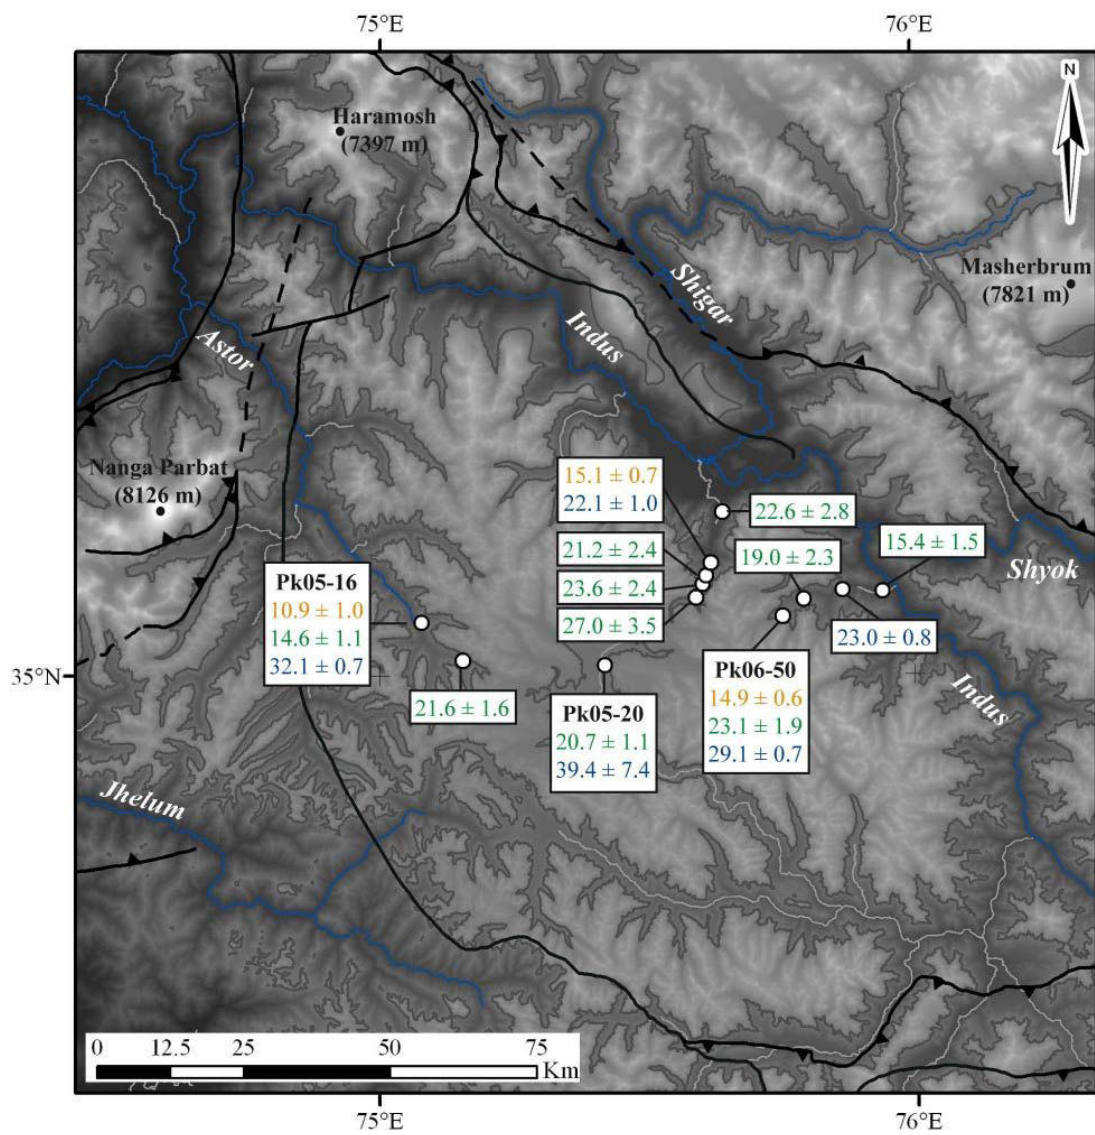 75°E
76°E
N
Haramosh
(7397 m)
Masherbrum
(7821 m)
Shigar
Indus
Astor
Nanga Parbat
(8126 m)
15.1 ± 0.7
22.1 ± 1.0
22.6 ± 2.8
21.2 ± 2.4
19.0 ± 2.3
15.4 ± 1.5
Shyok
23.6 ± 2.4
27.0 ± 3.5
Pk05-16
10.9 ± 1.0
14.6 ± 1.1
32.1 ± 0.7
23.0 ± 0.8
35°N
21.6 ± 1.6
Pk05-20
20.7 ± 1.1
39.4 ± 7.4
Pk06-50
14.9 ± 0.6
23.1 ± 1.9
29.1 ± 0.7
Indus
Jhelum
0 12.5 25 50 75
Km
75°E
76°E